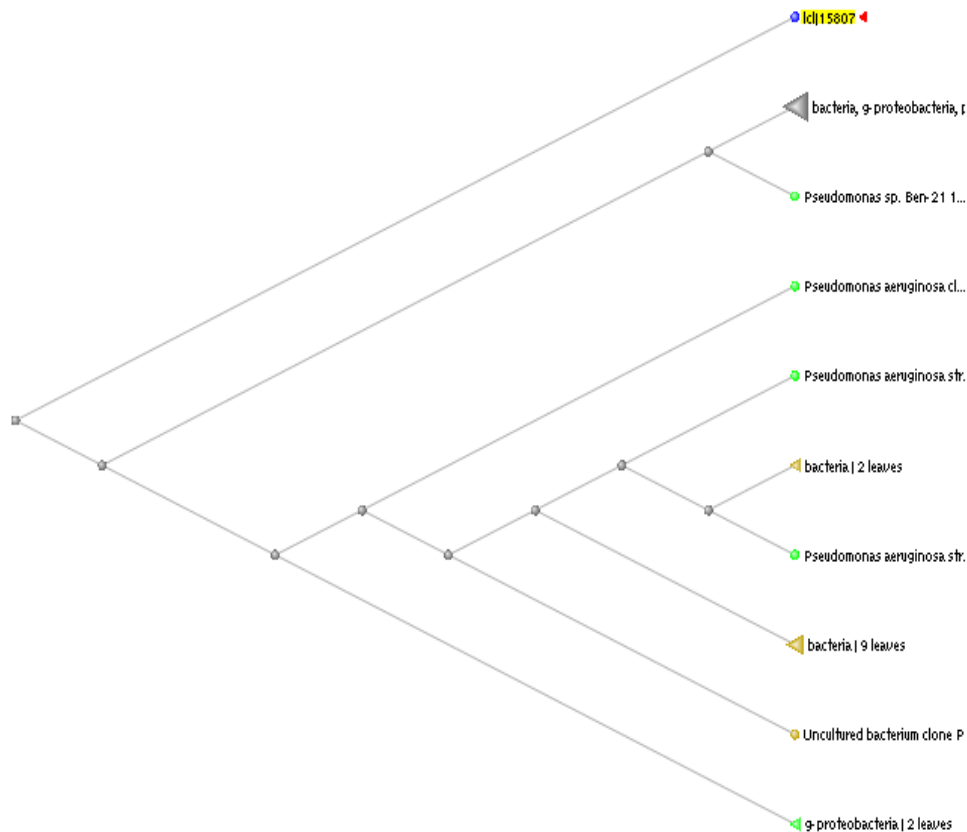 lcl|15807
bacteria, g-proteobacteria, p
Pseudomonas sp. Ben-21 1...
Pseudomonas aeruginosa cl...
Pseudomonas aeruginosa str.
bacteria | 2 leaves
Pseudomonas aeruginosa str.
bacteria | 9 leaves
Uncultured bacterium clone P
g-proteobacteria | 2 leaves